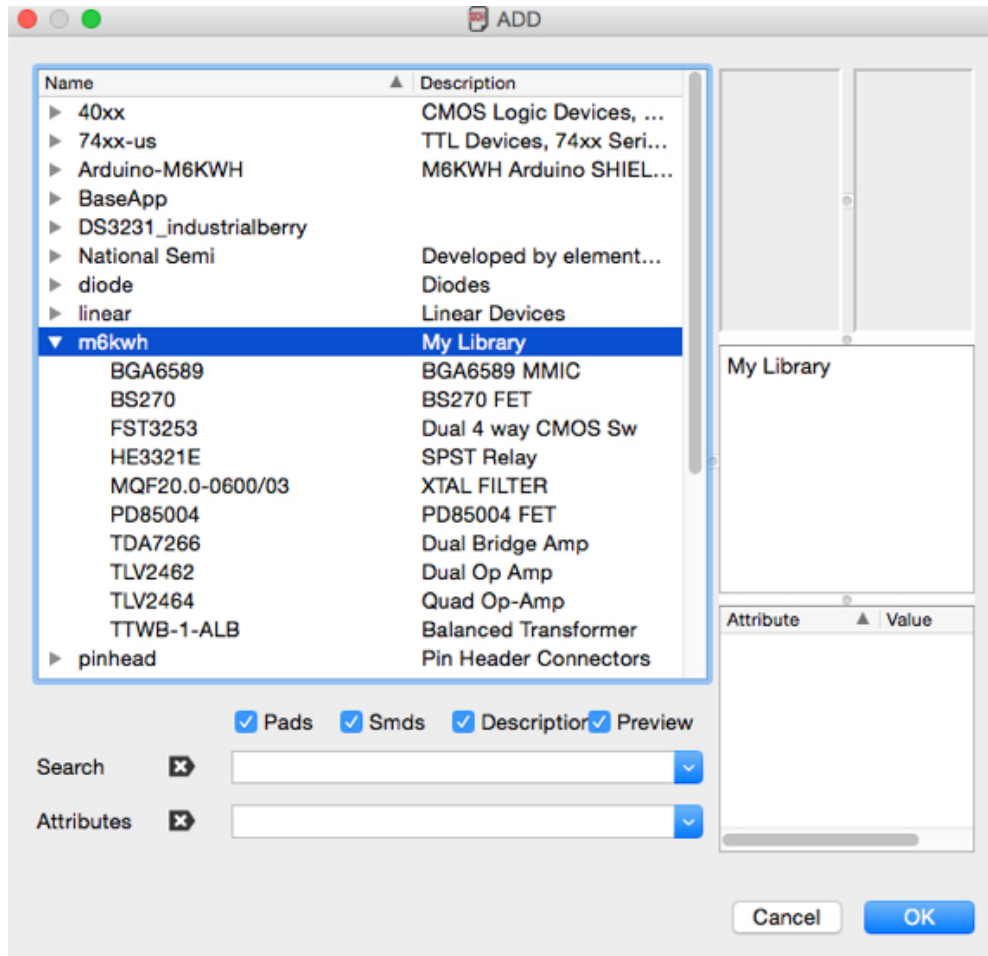 ADD
Name Description
40xx CMOS Logic Devices, ...
74xx-us TTL Devices, 74xx Seri...
Arduino-M6KWH M6KWH Arduino SHIEL...
BaseApp
DS3231_industrialberry
National Semi Developed by element...
diode Diodes
linear Linear Devices
m6kwh My Library
BGA6589 BGA6589 MMIC
BS270 BS270 FET
FST3253 Dual 4 way CMOS Sw
HE3321E SPST Relay
MQF20.0-0600/03 XTAL FILTER
PD85004 PD85004 FET
TDA7266 Dual Bridge Amp
TLV2462 Dual Op Amp
TLV2464 Quad Op-Amp
TTWB-1-ALB Balanced Transformer
pinhead Pin Header Connectors
My Library
Attribute Value
Pads Smds Description Preview
Search
Attributes
Cancel OK